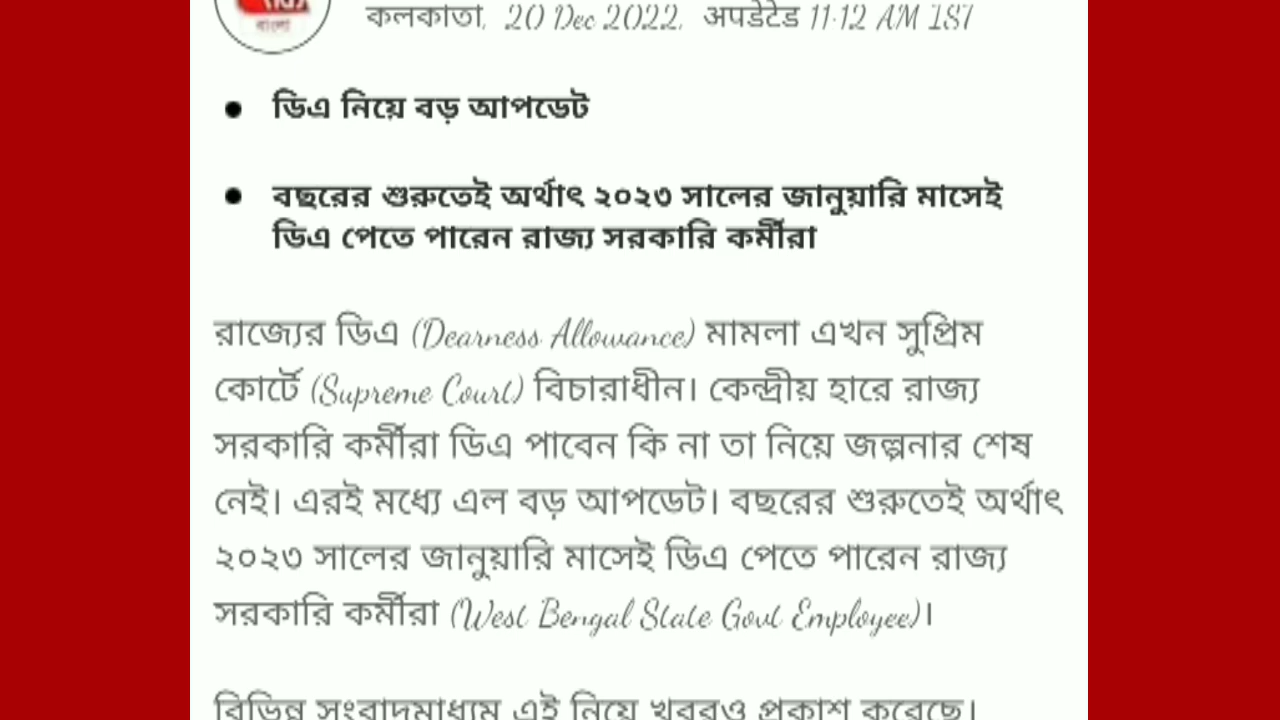 বাংলা
কলকাতা, 20 Dec 2022, अपडेटेड 11:12 AM IST
ডিএ নিয়ে বড় আপডেট
বছরের শুরুতেই অর্থাৎ ২০২৩ সালের জানুয়ারি মাসেই
ডিএ পেতে পারেন রাজ্য সরকারি কর্মীরা
রাজ্যের ডিএ (Dearness Allowance) মামলা এখন সুপ্রিম
কোর্টে (Supreme Court) বিচারাধীন। কেন্দ্রীয় হারে রাজ্য
সরকারি কর্মীরা ডিএ পাবেন কি না তা নিয়ে জল্পনার শেষ
নেই। এরই মধ্যে এল বড় আপডেট। বছরের শুরুতেই অর্থাৎ
২০২৩ সালের জানুয়ারি মাসেই ডিএ পেতে পারেন রাজ্য
সরকারি কর্মীরা (West Bengal State Govt Employee)।
বিভিন্ন সংবাদমাধ্যম এই নিয়ে খবরও প্রকাশ করেছে।